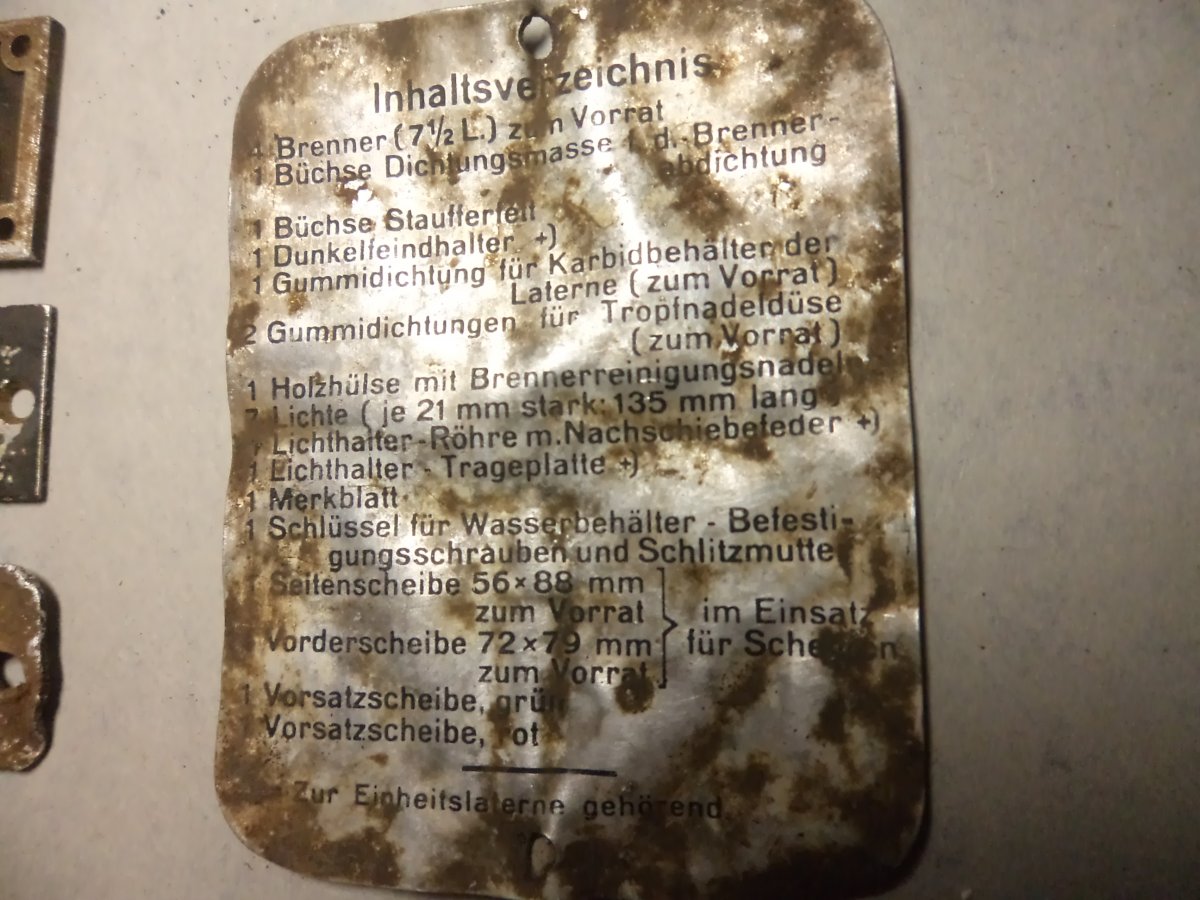 Inhaltsverzeichnis
4 Brenner (7½ L.) zum Vorrat
1 Büchse Dichtungsmasse f. d. Brenner-
abdichtung
1 Büchse Staufferfett
1 Dunkelfeindhalter +)
1 Gummidichtung für Karbidbehälter der
Laterne (zum Vorrat)
2 Gummidichtungen für Tropfnadeldüse
(zum Vorrat)
1 Holzhülse mit Brennerreinigungsnadel
Lichte (je 21 mm stark: 135 mm lang
Lichthalter-Röhre m. Nachschiebefeder +)
1 Lichthalter - Trageplatte +)
1 Merkblatt
1 Schlüssel für Wasserbehälter - Befesti-
gungsschrauben und Schlitzmutte
Seitenscheibe 56×88 mm
zum Vorrat
im Einsatz
Vorderscheibe 72×79 mm
für Scheiben
zum Vorrat
1 Vorsatzscheibe, grün
Vorsatzscheibe, rot
Zur Einheitslaterne gehörend.